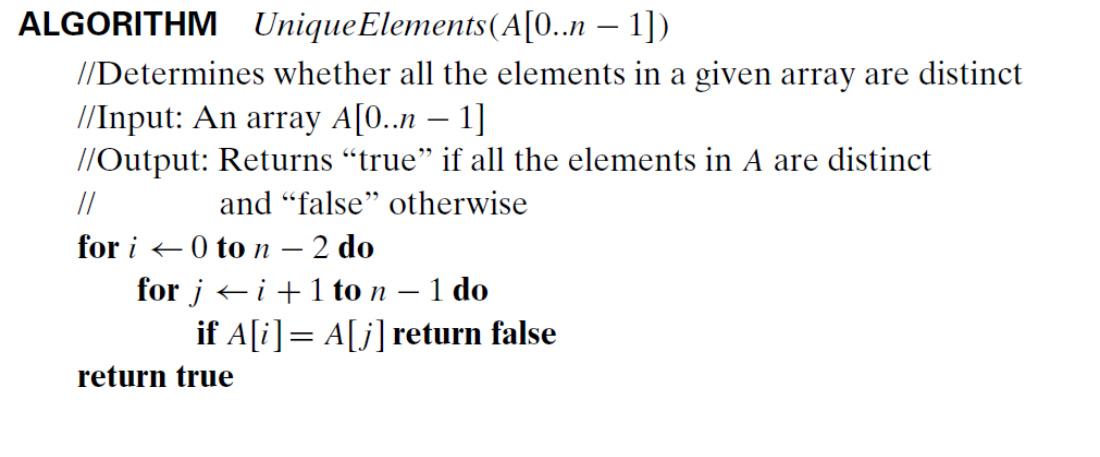 ALGORITHM UniqueElements(A[0..n − 1])
//Determines whether all the elements in a given array are distinct
//Input: An array A[0..n − 1]
//Output: Returns “true” if all the elements in A are distinct
// and “false” otherwise
for i ← 0 to n − 2 do
for j ← i + 1 to n − 1 do
if A[i] = A[j] return false
return true